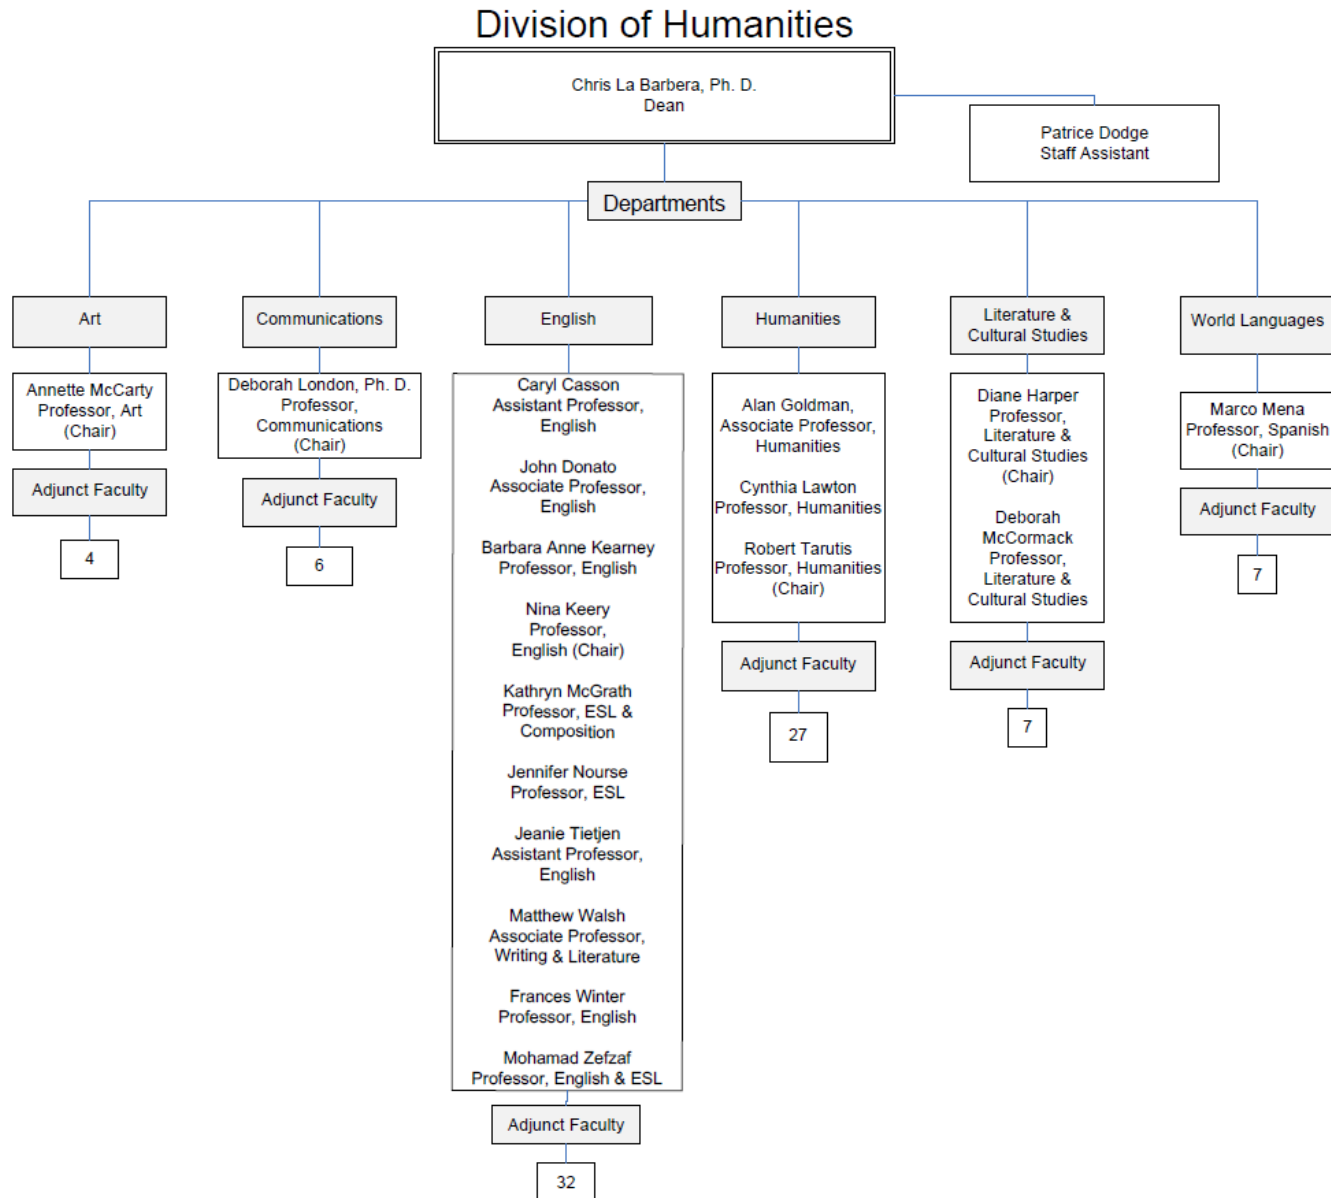 Division of Humanities
Chris La Barbera, Ph. D.
Dean
Patrice Dodge
Staff Assistant
Departments
Art
Annette McCarty
Professor, Art
(Chair)
Adjunct Faculty
4
Communications
Deborah London, Ph. D.
Professor,
Communications
(Chair)
Adjunct Faculty
6
English
Caryl Casson
Assistant Professor,
English
John Donato
Associate Professor,
English
Barbara Anne Kearney
Professor, English
Nina Keery
Professor,
English (Chair)
Kathryn McGrath
Professor, ESL &
Composition
Jennifer Nourse
Professor, ESL
Jeanie Tietjen
Assistant Professor,
English
Matthew Walsh
Associate Professor,
Writing & Literature
Frances Winter
Professor, English
Mohamad Zefzaf
Professor, English & ESL
Adjunct Faculty
32
Humanities
Alan Goldman,
Associate Professor,
Humanities
Cynthia Lawton
Professor, Humanities
Robert Tarutis
Professor, Humanities
(Chair)
Adjunct Faculty
27
Literature &
Cultural Studies
Diane Harper
Professor,
Literature &
Cultural Studies
(Chair)
Deborah
McCormack
Professor,
Literature &
Cultural Studies
Adjunct Faculty
7
World Languages
Marco Mena
Professor, Spanish
(Chair)
Adjunct Faculty
7